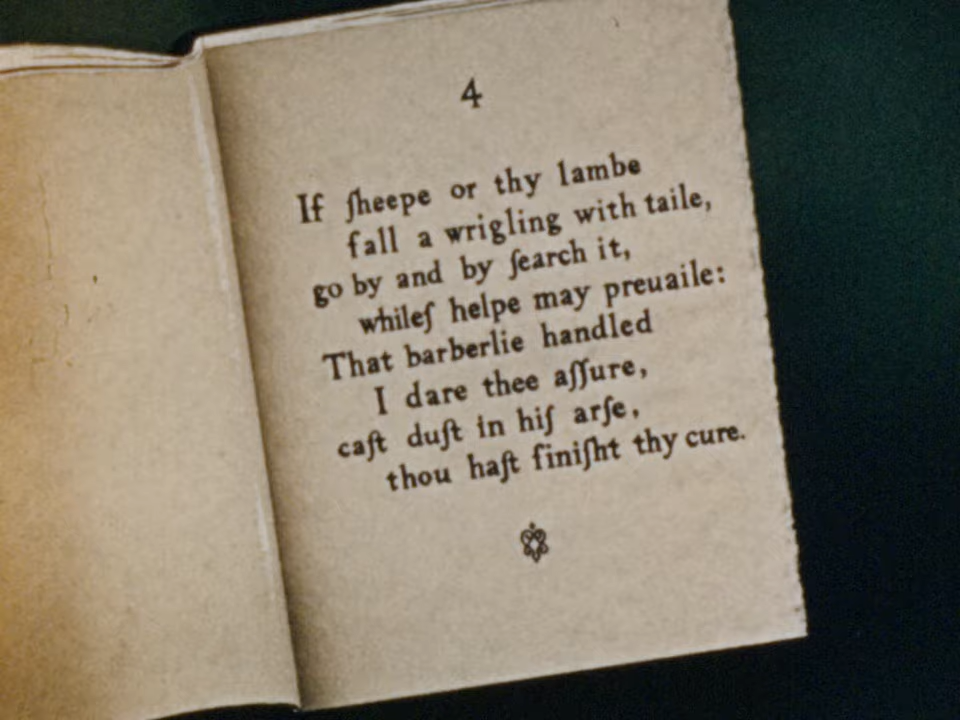 4
If ſheepe or thy lambe
fall a wrigling with taile,
go by and by ſearch it,
whileſ helpe may preuaile:
That barberlie handled
I dare thee aſſure,
caſt duſt in hiſ arſe,
thou haſt finiſht thy cure.